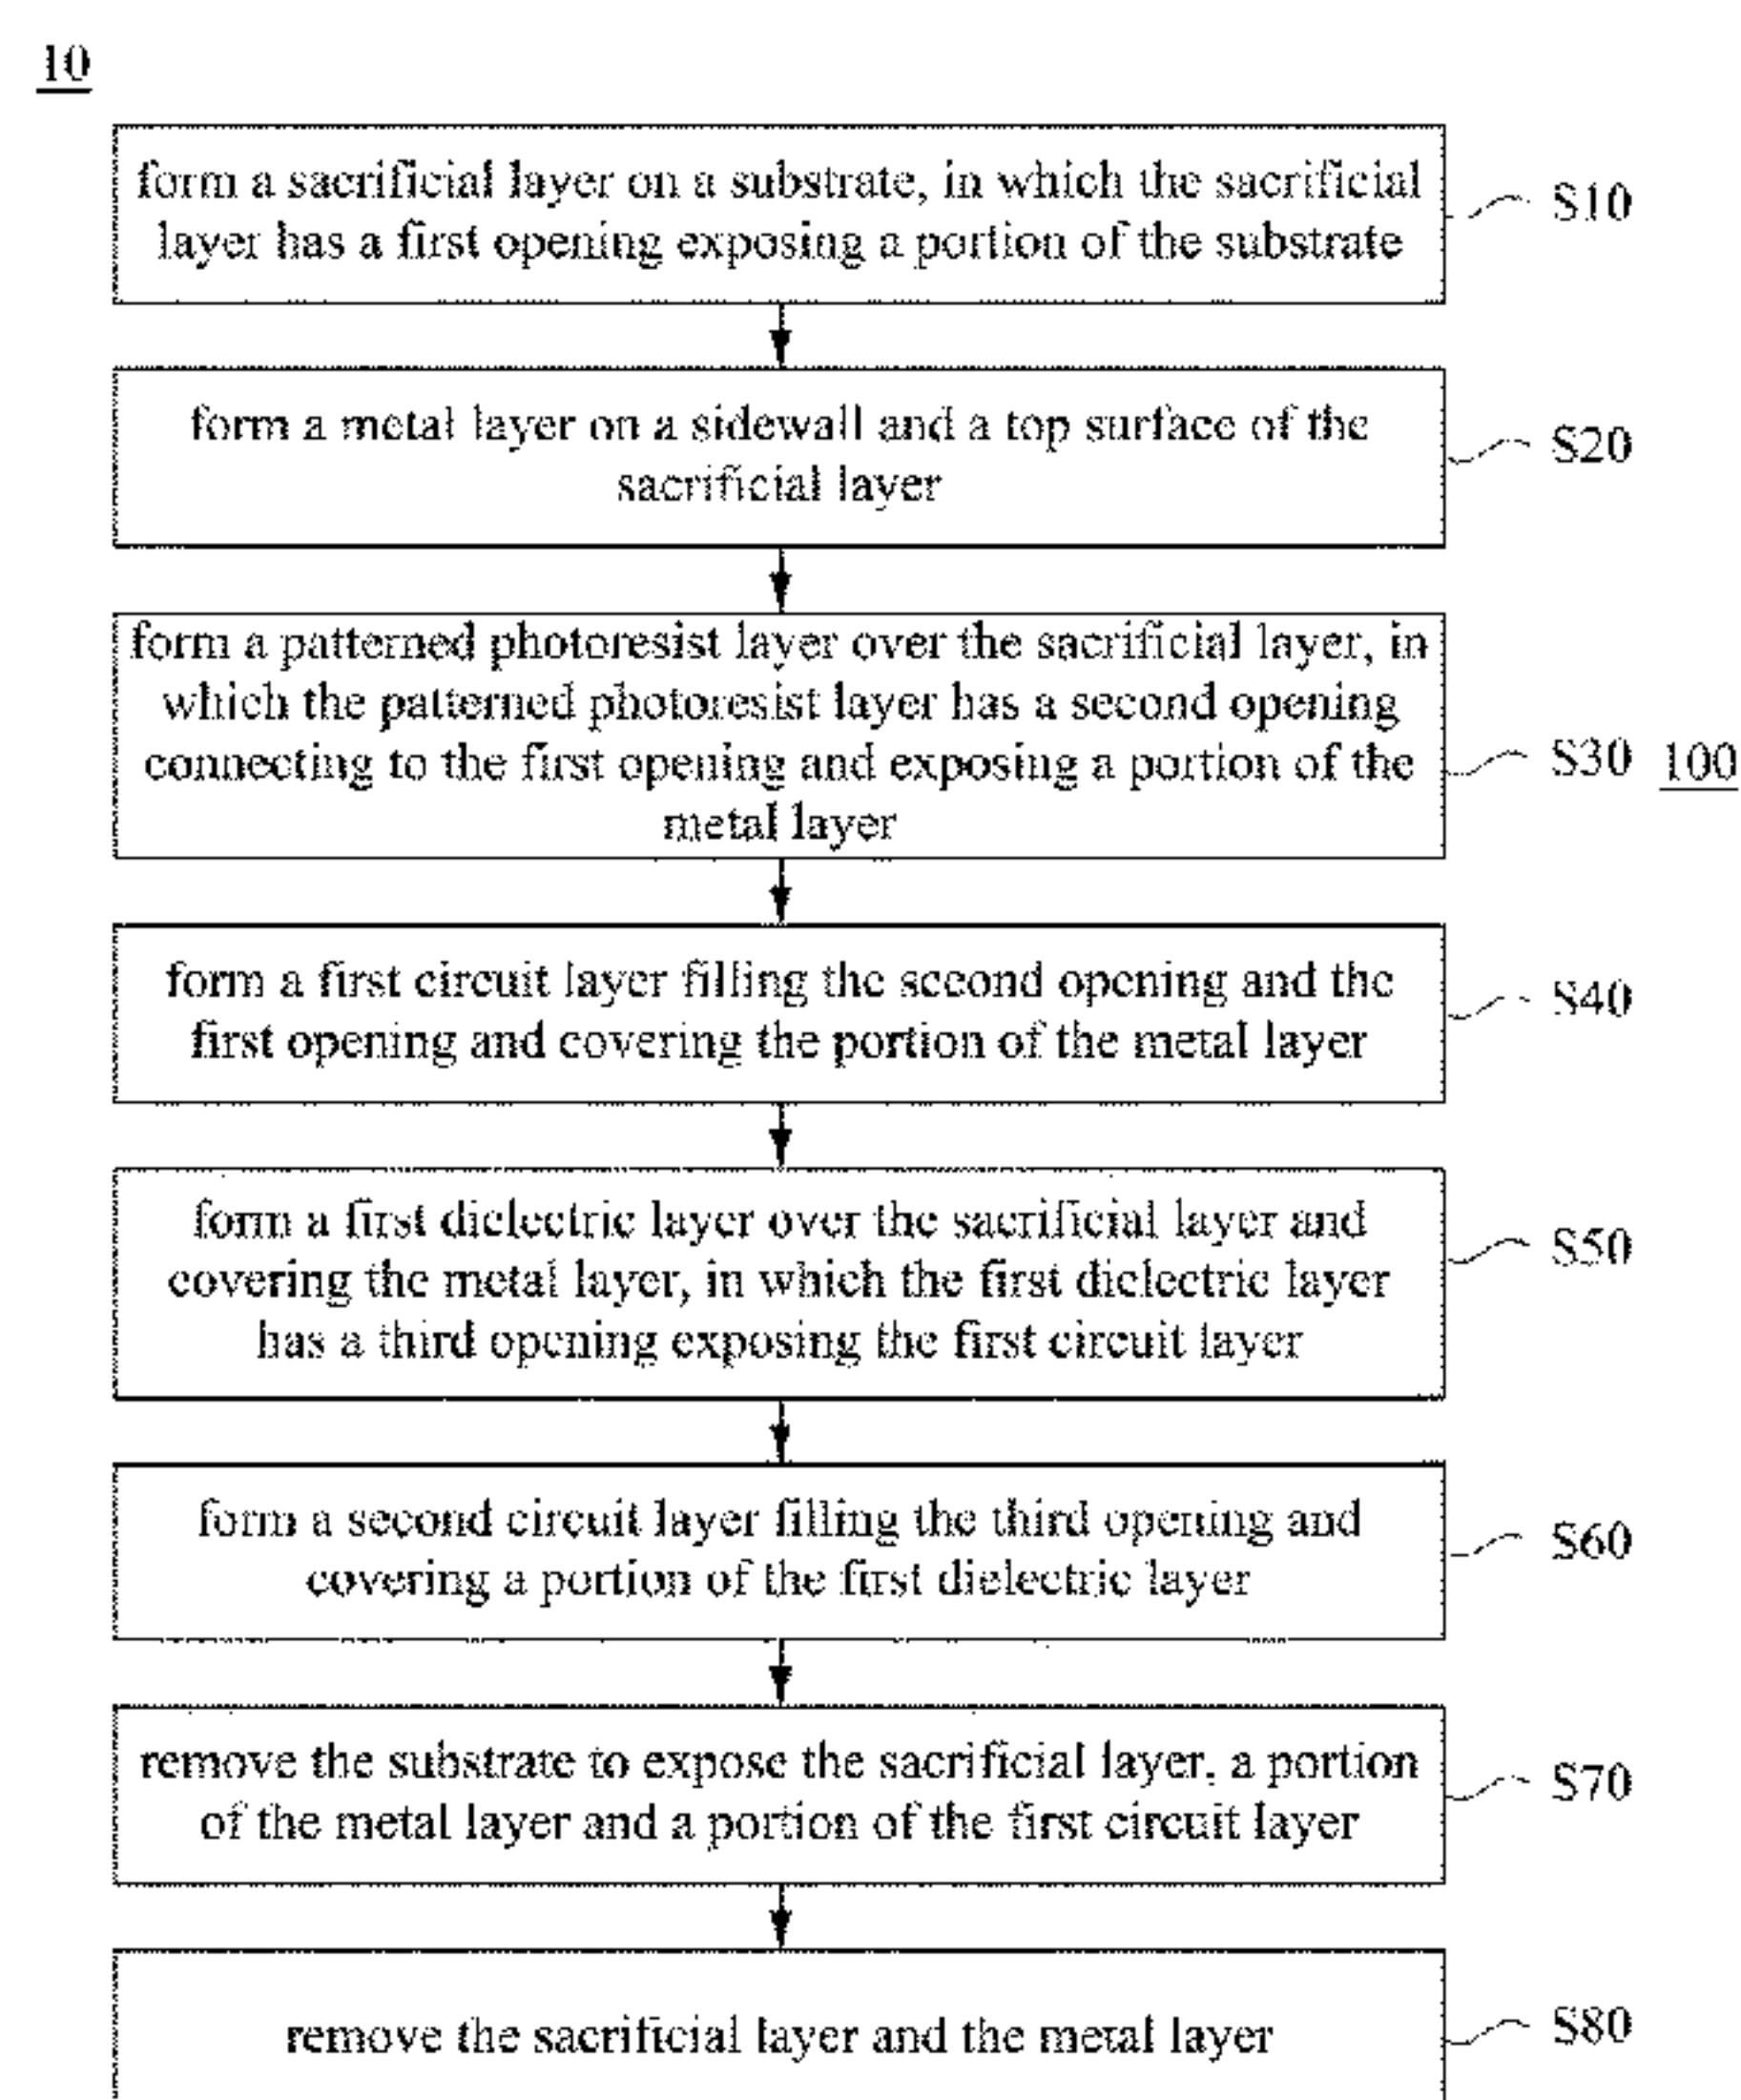 10
form a sacrificial layer on a substrate, in which the sacrificial
layer has a first opening exposing a portion of the substrate
S10
form a metal layer on a sidewall and a top surface of the
sacrificial layer
S20
form a patterned photoresist layer over the sacrificial layer, in
which the patterned photoresist layer has a second opening
connecting to the first opening and exposing a portion of the
metal layer
S30
100
form a first circuit layer filling the second opening and the
first opening and covering the portion of the metal layer
S40
form a first dielectric layer over the sacrificial layer and
covering the metal layer, in which the first dielectric layer
has a third opening exposing the first circuit layer
S50
form a second circuit layer filling the third opening and
covering a portion of the first dielectric layer
S60
remove the substrate to expose the sacrificial layer, a portion
of the metal layer and a portion of the first circuit layer
S70
remove the sacrificial layer and the metal layer
S80